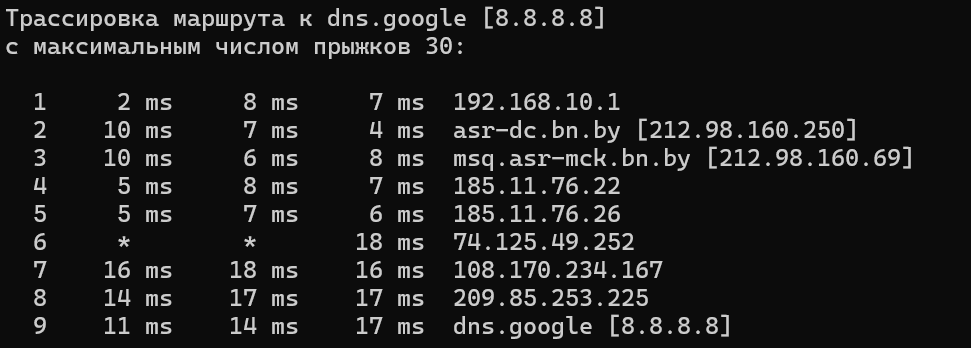 Трассировка маршрута к dns.google [8.8.8.8]
с максимальным числом прыжков 30:

  1     2 ms     8 ms     7 ms  192.168.10.1
  2    10 ms     7 ms     4 ms  asr-dc.bn.by [212.98.160.250]
  3    10 ms     6 ms     8 ms  msq.asr-mck.bn.by [212.98.160.69]
  4     5 ms     8 ms     7 ms  185.11.76.22
  5     5 ms     7 ms     6 ms  185.11.76.26
  6     *        *       18 ms  74.125.49.252
  7    16 ms    18 ms    16 ms  108.170.234.167
  8    14 ms    17 ms    17 ms  209.85.253.225
  9    11 ms    14 ms    17 ms  dns.google [8.8.8.8]